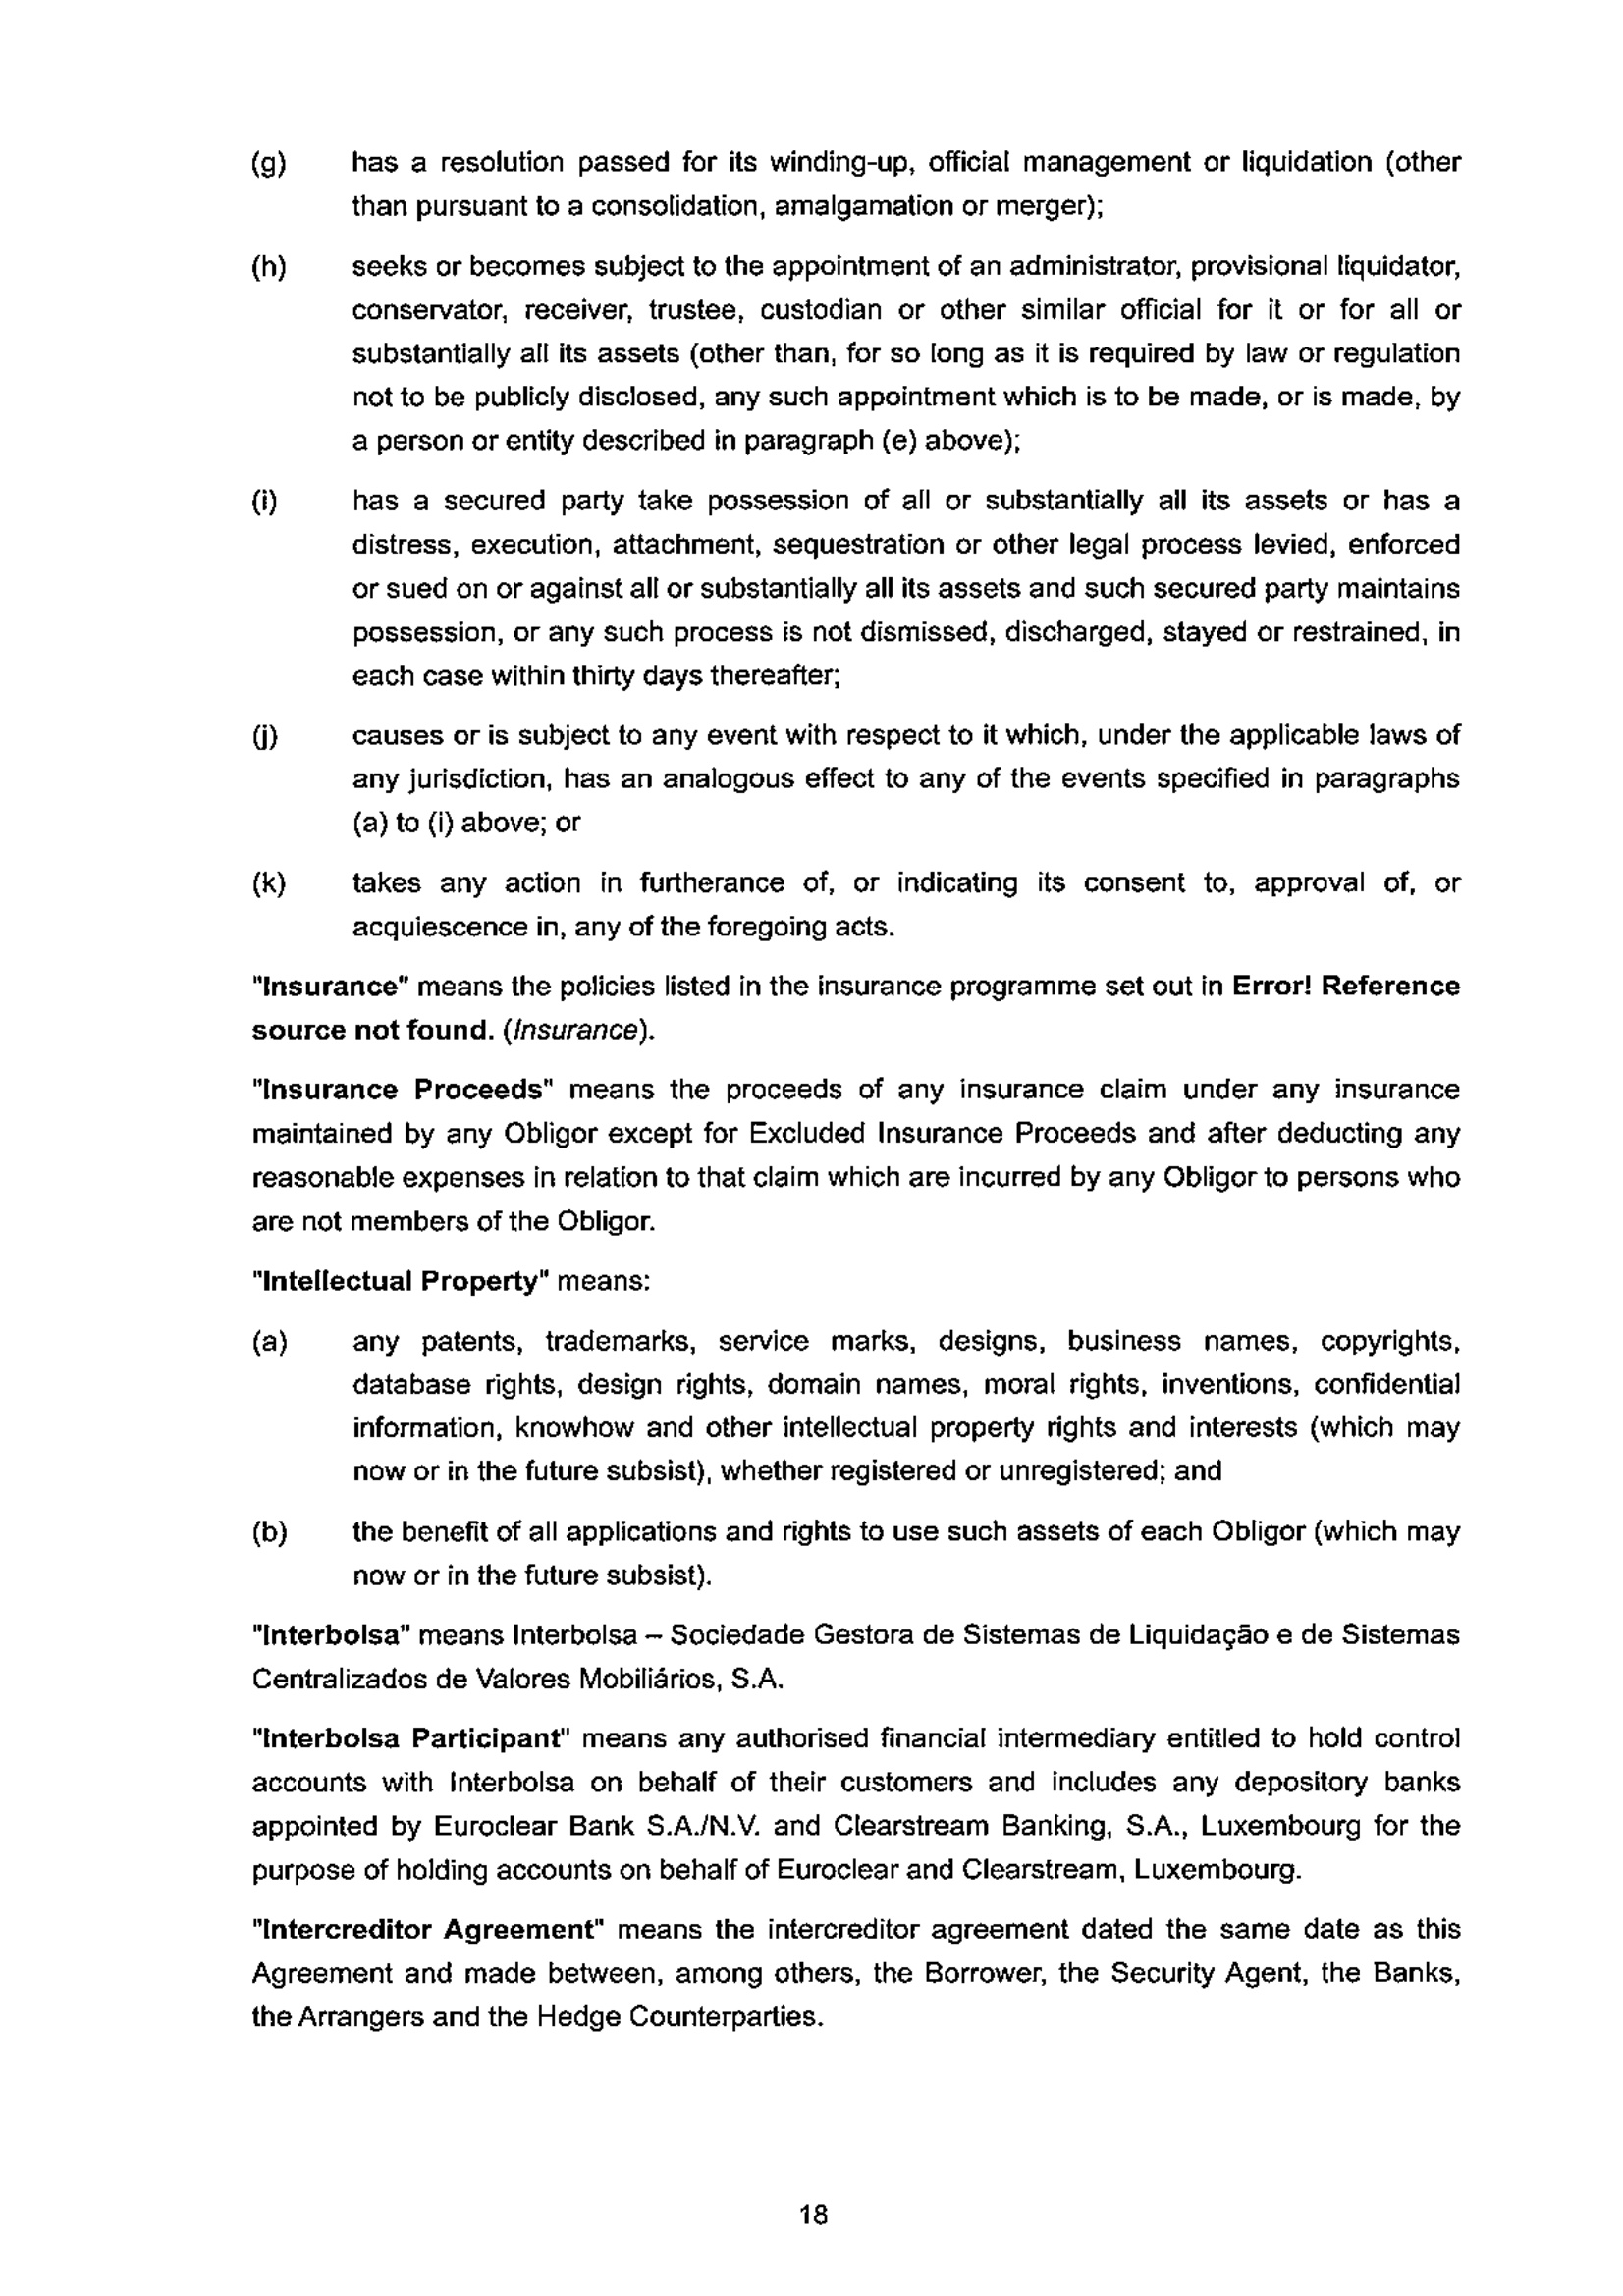 (g) has a resolution passed for its winding-up, official management or liquidation (other
than pursuant to a consolidation, amalgamation or merger);
(h) seeks or becomes subject to the appointment of an administrator, provisional liquidator,
conservator, receiver, trustee, custodian or other similar official for it or for all or
substantially all its assets (other than, for so long as it is required by law or regulation
not to be publicly disclosed, any such appointment which is to be made, or is made, by
a person or entity described in paragraph (e) above);
(i) has a secured party take possession of all or substantially all its assets or has a
distress, execution, attachment, sequestration or other legal process levied, enforced
or sued on or against all or substantially all its assets and such secured party maintains
possession, or any such process is not dismissed, discharged, stayed or restrained, in
each case within thirty days thereafter;
(j) causes or is subject to any event with respect to it which, under the applicable laws of
any jurisdiction, has an analogous effect to any of the events specified in paragraphs
(a) to (i) above; or
(k) takes any action in furtherance of, or indicating its consent to, approval of, or
acquiescence in, any of the foregoing acts.
"Insurance" means the policies listed in the insurance programme set out in Error! Reference
source not found. (Insurance).
"Insurance Proceeds" means the proceeds of any insurance claim under any insurance
maintained by any Obligor except for Excluded Insurance Proceeds and after deducting any
reasonable expenses in relation to that claim which are incurred by any Obligor to persons who
are not members of the Obligor.
"Intellectual Property" means:
(a) any patents, trademarks, service marks, designs, business names, copyrights,
database rights, design rights, domain names, moral rights, inventions, confidential
information, knowhow and other intellectual property rights and interests (which may
now or in the future subsist), whether registered or unregistered; and
(b) the benefit of all applications and rights to use such assets of each Obligor (which may
now or in the future subsist).
"Interbolsa" means Interbolsa – Sociedade Gestora de Sistemas de Liquidação e de Sistemas
Centralizados de Valores Mobiliários, S.A.
"Interbolsa Participant" means any authorised financial intermediary entitled to hold control
accounts with Interbolsa on behalf of their customers and includes any depository banks
appointed by Euroclear Bank S.A./N.V. and Clearstream Banking, S.A., Luxembourg for the
purpose of holding accounts on behalf of Euroclear and Clearstream, Luxembourg.
"Intercreditor Agreement" means the intercreditor agreement dated the same date as this
Agreement and made between, among others, the Borrower, the Security Agent, the Banks,
the Arrangers and the Hedge Counterparties.
18